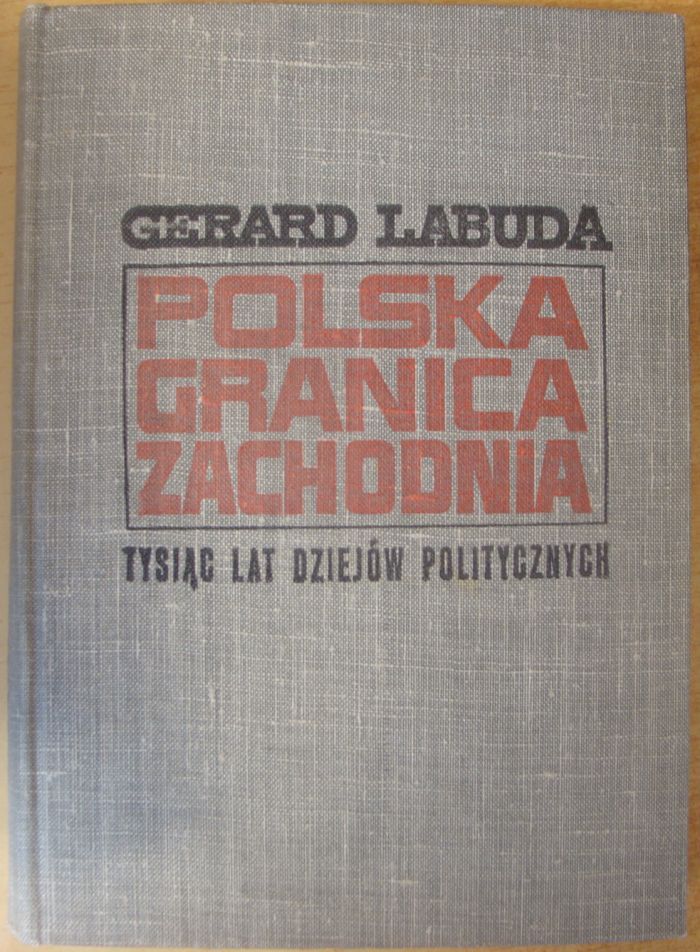 GERARD LABUDA
POLSKA
GRANICA
ZACHODNIA
TYSIĄC LAT DZIEJÓW POLITYCZNYCH